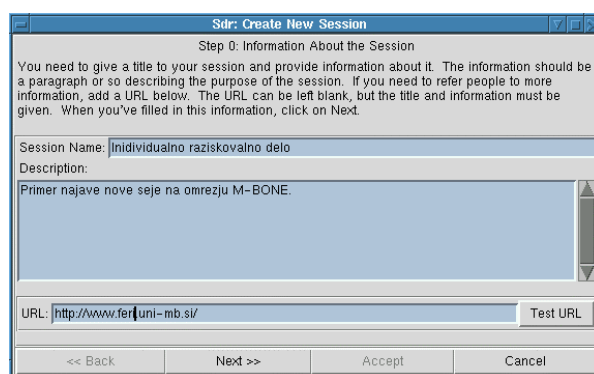 Sdr: Create New Session
Step 0: Information About the Session
You need to give a title to your session and provide information about it. The information should be
a paragraph or so describing the purpose of the session. If you need to refer people to more
information, add a URL below. The URL can be left blank, but the title and information must be
given. When you've filled in this information, click on Next.
Session Name: Inidividualno raziskovalno delo
Description:
Primer najave nove seje na omrezju M-BONE.
URL: http://www.feri.uni-mb.si/ Test URL
<< Back Next >> Accept Cancel